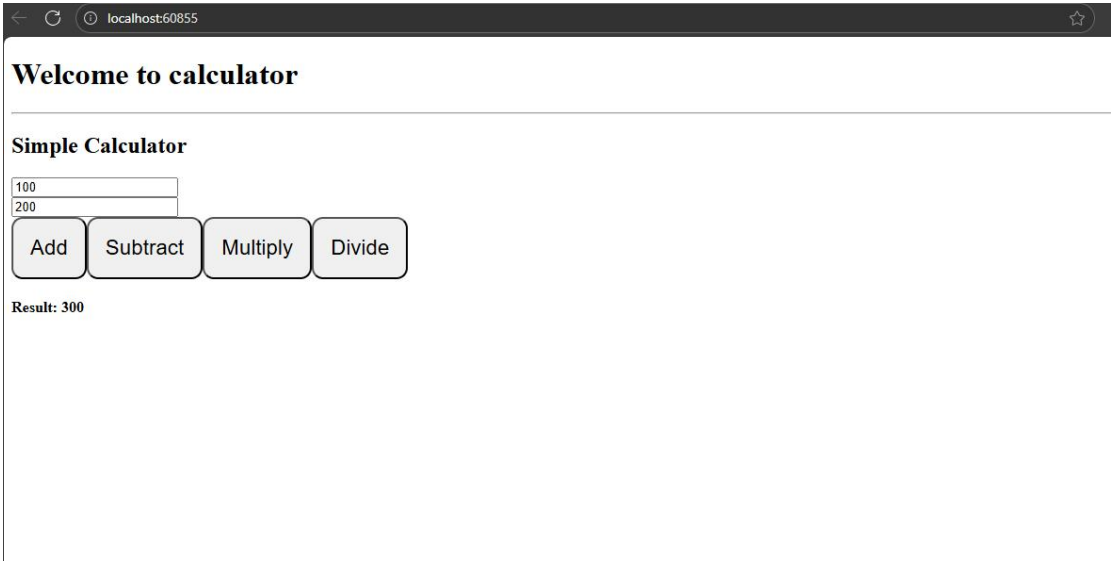 localhost:60855
Welcome to calculator
Simple Calculator
100
200
Add Subtract Multiply Divide
Result: 300